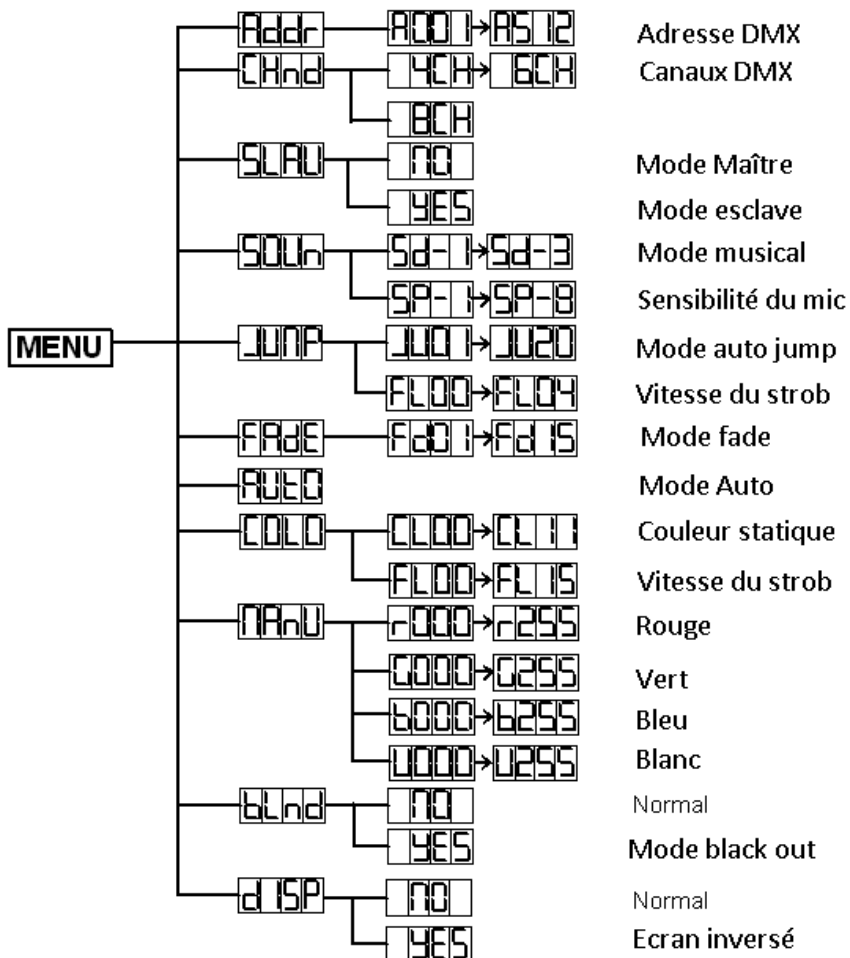 Addr A001 A512 Adresse DMX
CHnd 4CH 6CH Canaux DMX
8CH
SLAU NO Mode Maître
YES Mode esclave
SOUn Sd-1 Sd-3 Mode musical
SP-1 SP-8 Sensibilité du mic
MENU
JUMP JU01 JU20 Mode auto jump
FL00 FL04 Vitesse du strob
FAdE Fd01 Fd15 Mode fade
AUtO Mode Auto
COLO CL00 CL11 Couleur statique
FL00 FL15 Vitesse du strob
MAnU r000 r255 Rouge
G000 G255 Vert
b000 b255 Bleu
U000 U255 Blanc
bLnd NO Normal
YES Mode black out
dISP NO Normal
YES Ecran inversé